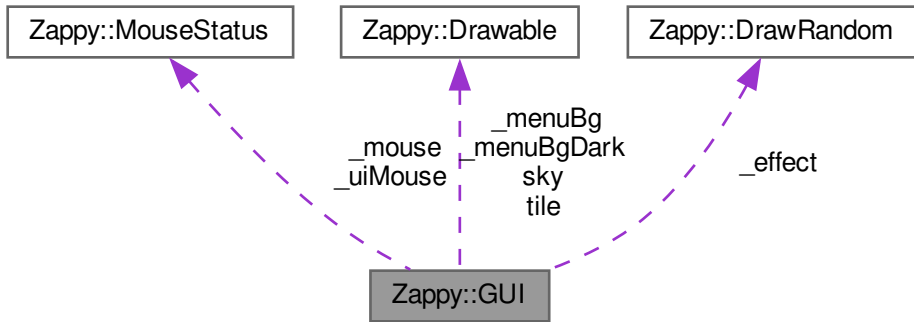 Zappy::MouseStatus
Zappy::Drawable
Zappy::DrawRandom
_mouse
_uiMouse
_menuBg
_menuBgDark
sky
tile
_effect
Zappy::GUI